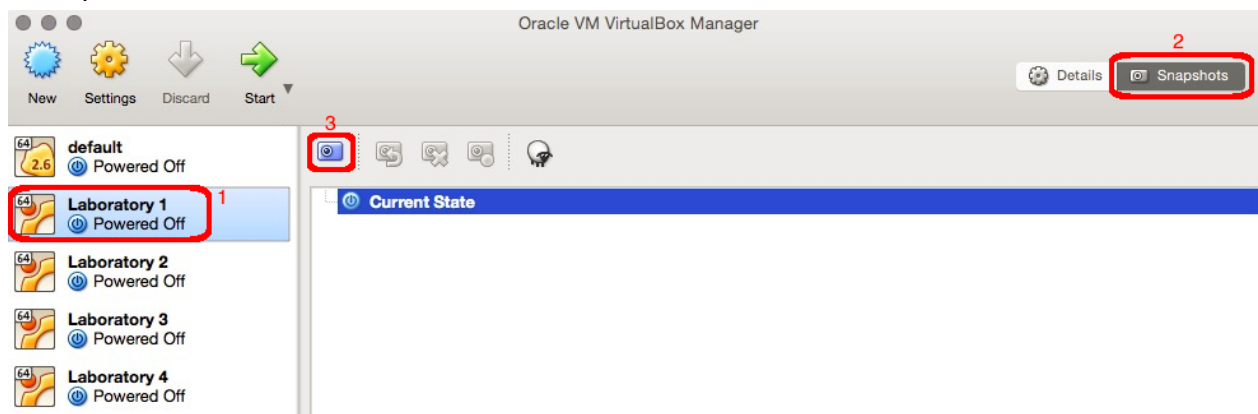 Oracle VM VirtualBox Manager
2
New Settings Discard Start
Details Snapshots
3
64
2.6
default
Powered Off
64
Laboratory 1
1
Powered Off
Current State
64
Laboratory 2
Powered Off
64
Laboratory 3
Powered Off
64
Laboratory 4
Powered Off